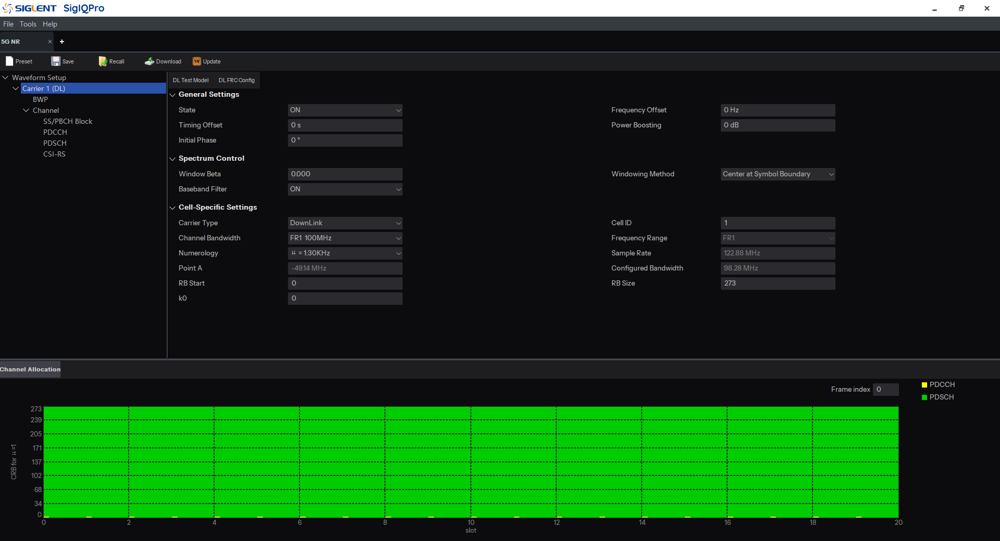 SIGLENT SigIQPro
File Tools Help
5G NR × +
Preset Save Recall Download Update
Waveform Setup
Carrier 1 (DL)
BWP
Channel
SS/PBCH Block
PDCCH
PDSCH
CSI-RS
DL Test Model DL FRC Config
General Settings
State ON Frequency Offset 0 Hz
Timing Offset 0 s Power Boosting 0 dB
Initial Phase 0 °
Spectrum Control
Window Beta 0.000 Windowing Method Center at Symbol Boundary
Baseband Filter ON
Cell-Specific Settings
Carrier Type DownLink Cell ID 1
Channel Bandwidth FR1 100MHz Frequency Range FR1
Numerology μ = 1:30KHz Sample Rate 122.88 MHz
Point A -49.14 MHz Configured Bandwidth 98.28 MHz
RB Start 0 RB Size 273
k0 0
Channel Allocation
Frame index 0
PDCCH
PDSCH
CRB for μ=1
273
239
205
171
137
102
68
34
0
0 2 4 6 8 10 12 14 16 18 20
slot